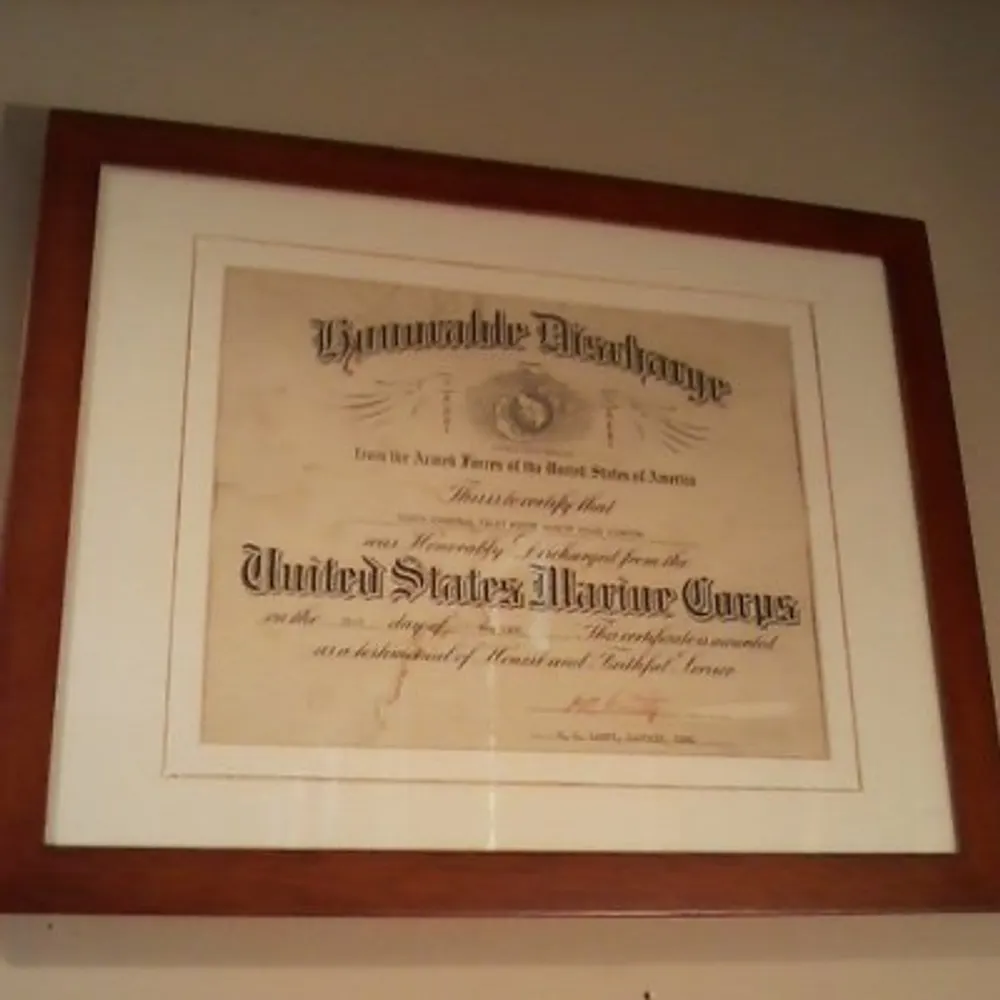 Honorable Discharge
from the Armed Forces of the United States of America
This is to certify that
was Honorably Discharged from the
United States Marine Corps
on the day of This certificate is awarded
as a testimonial of Honest and Faithful Service